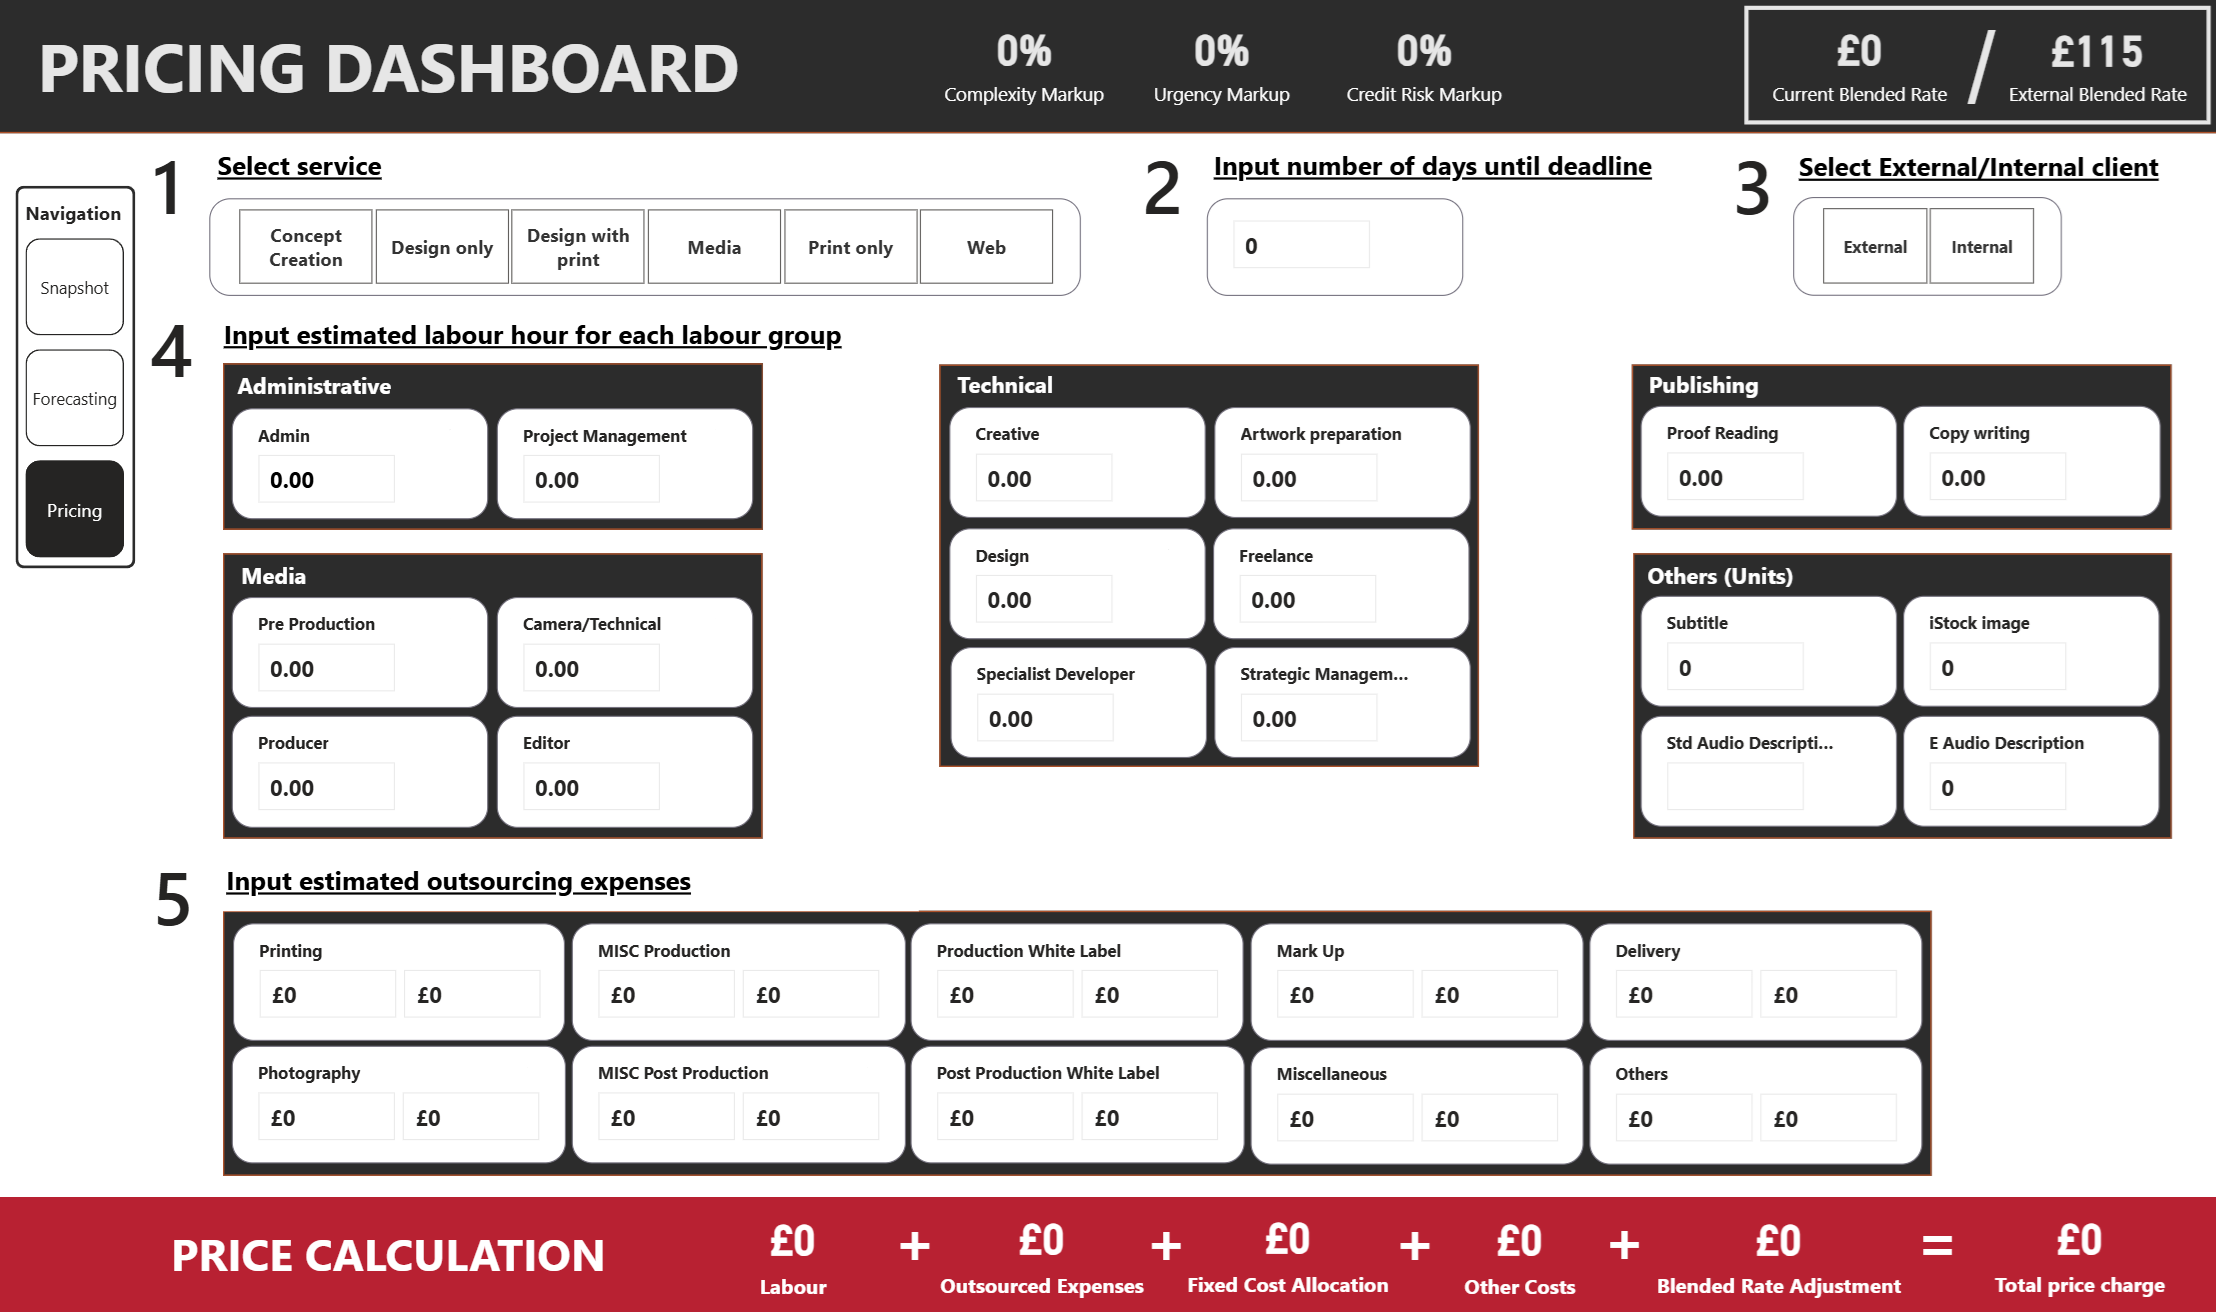 PRICING DASHBOARD
0%
Complexity Markup
0%
Urgency Markup
0%
Credit Risk Markup
£0
Current Blended Rate
/
£115
External Blended Rate
Navigation
Snapshot
Forecasting
Pricing
1
Select service
Concept
Creation
Design only
Design with
print
Media
Print only
Web
2
Input number of days until deadline
0
3
Select External/Internal client
External
Internal
4
Input estimated labour hour for each labour group
Administrative
Admin
0.00
Project Management
0.00
Media
Pre Production
0.00
Camera/Technical
0.00
Producer
0.00
Editor
0.00
Technical
Creative
0.00
Artwork preparation
0.00
Design
0.00
Freelance
0.00
Specialist Developer
0.00
Strategic Managem...
0.00
Publishing
Proof Reading
0.00
Copy writing
0.00
Others (Units)
Subtitle
0
iStock image
0
Std Audio Descripti...
E Audio Description
0
5
Input estimated outsourcing expenses
Printing
£0 £0
MISC Production
£0 £0
Production White Label
£0 £0
Mark Up
£0 £0
Delivery
£0 £0
Photography
£0 £0
MISC Post Production
£0 £0
Post Production White Label
£0 £0
Miscellaneous
£0 £0
Others
£0 £0
PRICE CALCULATION
£0
Labour
+
£0
Outsourced Expenses
+
£0
Fixed Cost Allocation
+
£0
Other Costs
+
£0
Blended Rate Adjustment
=
£0
Total price charge